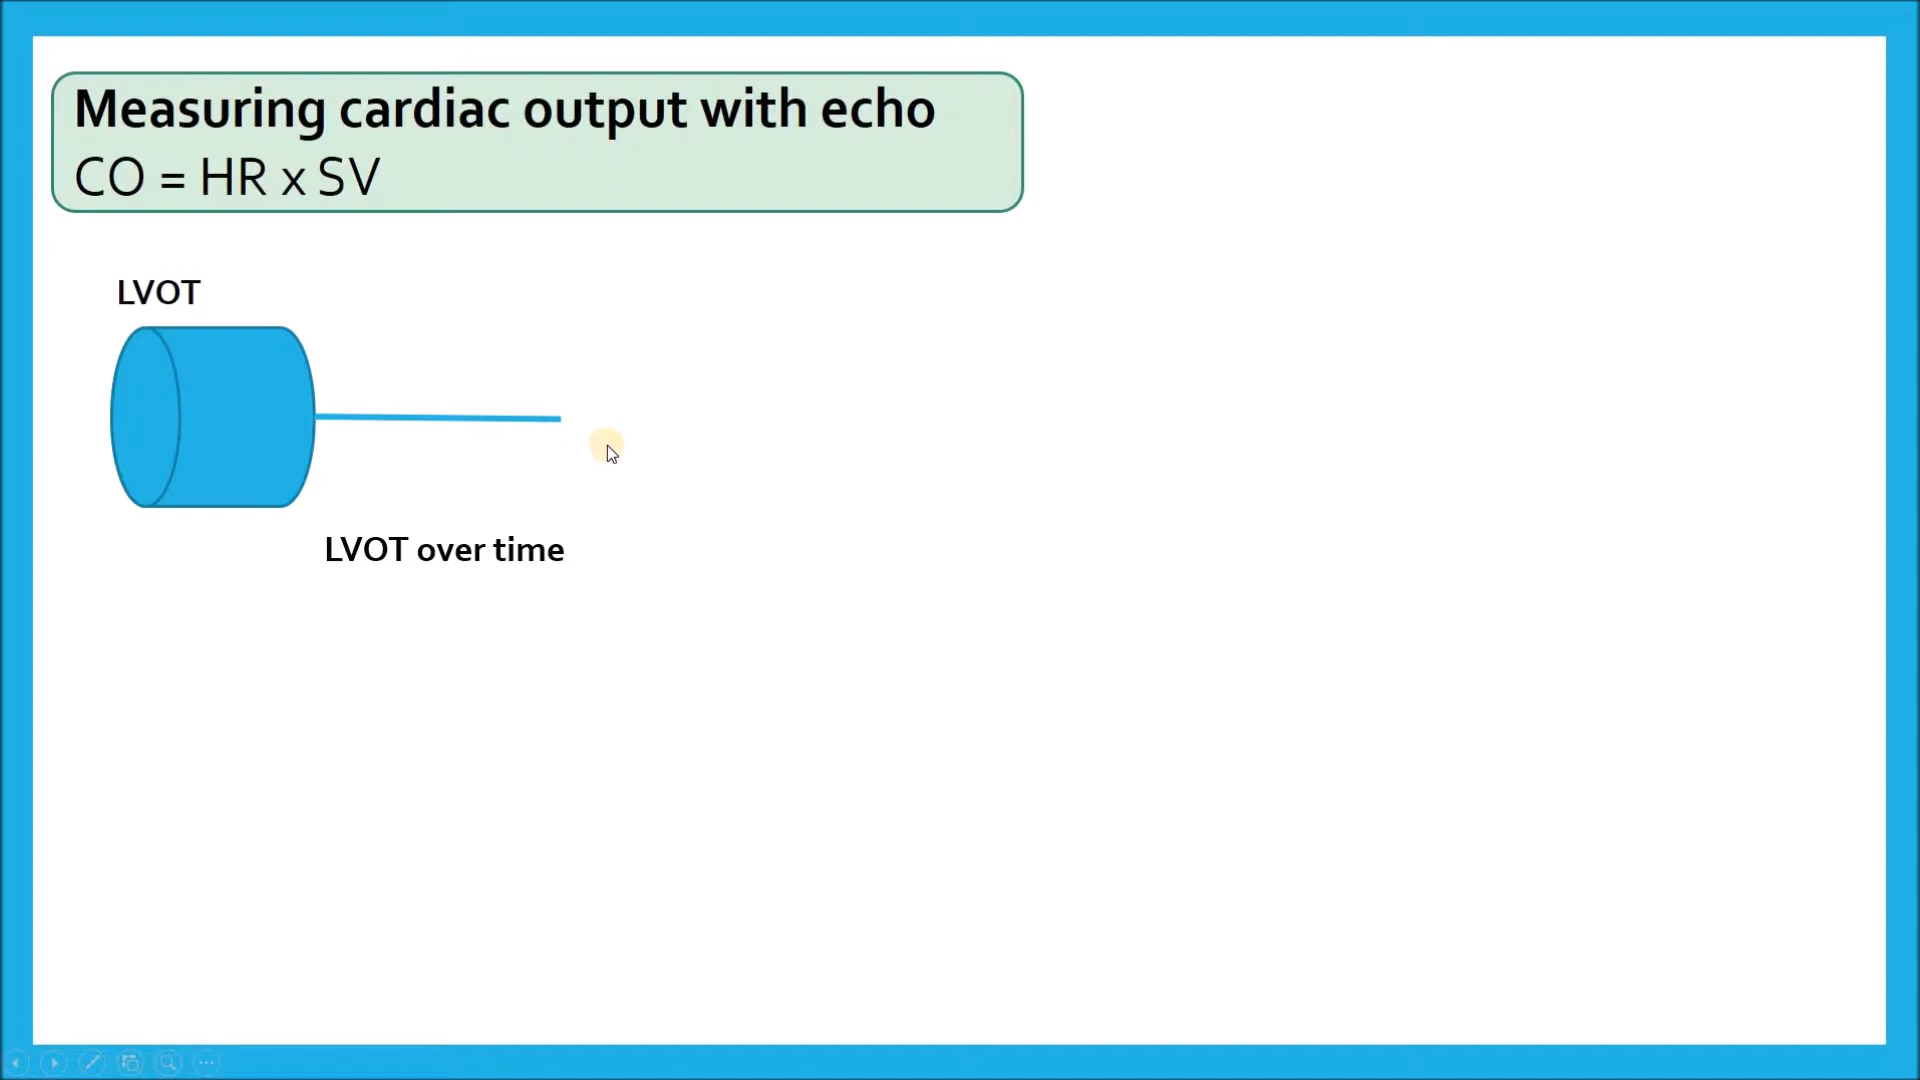 Measuring cardiac output with echo
CO = HR x SV
LVOT
LVOT over time